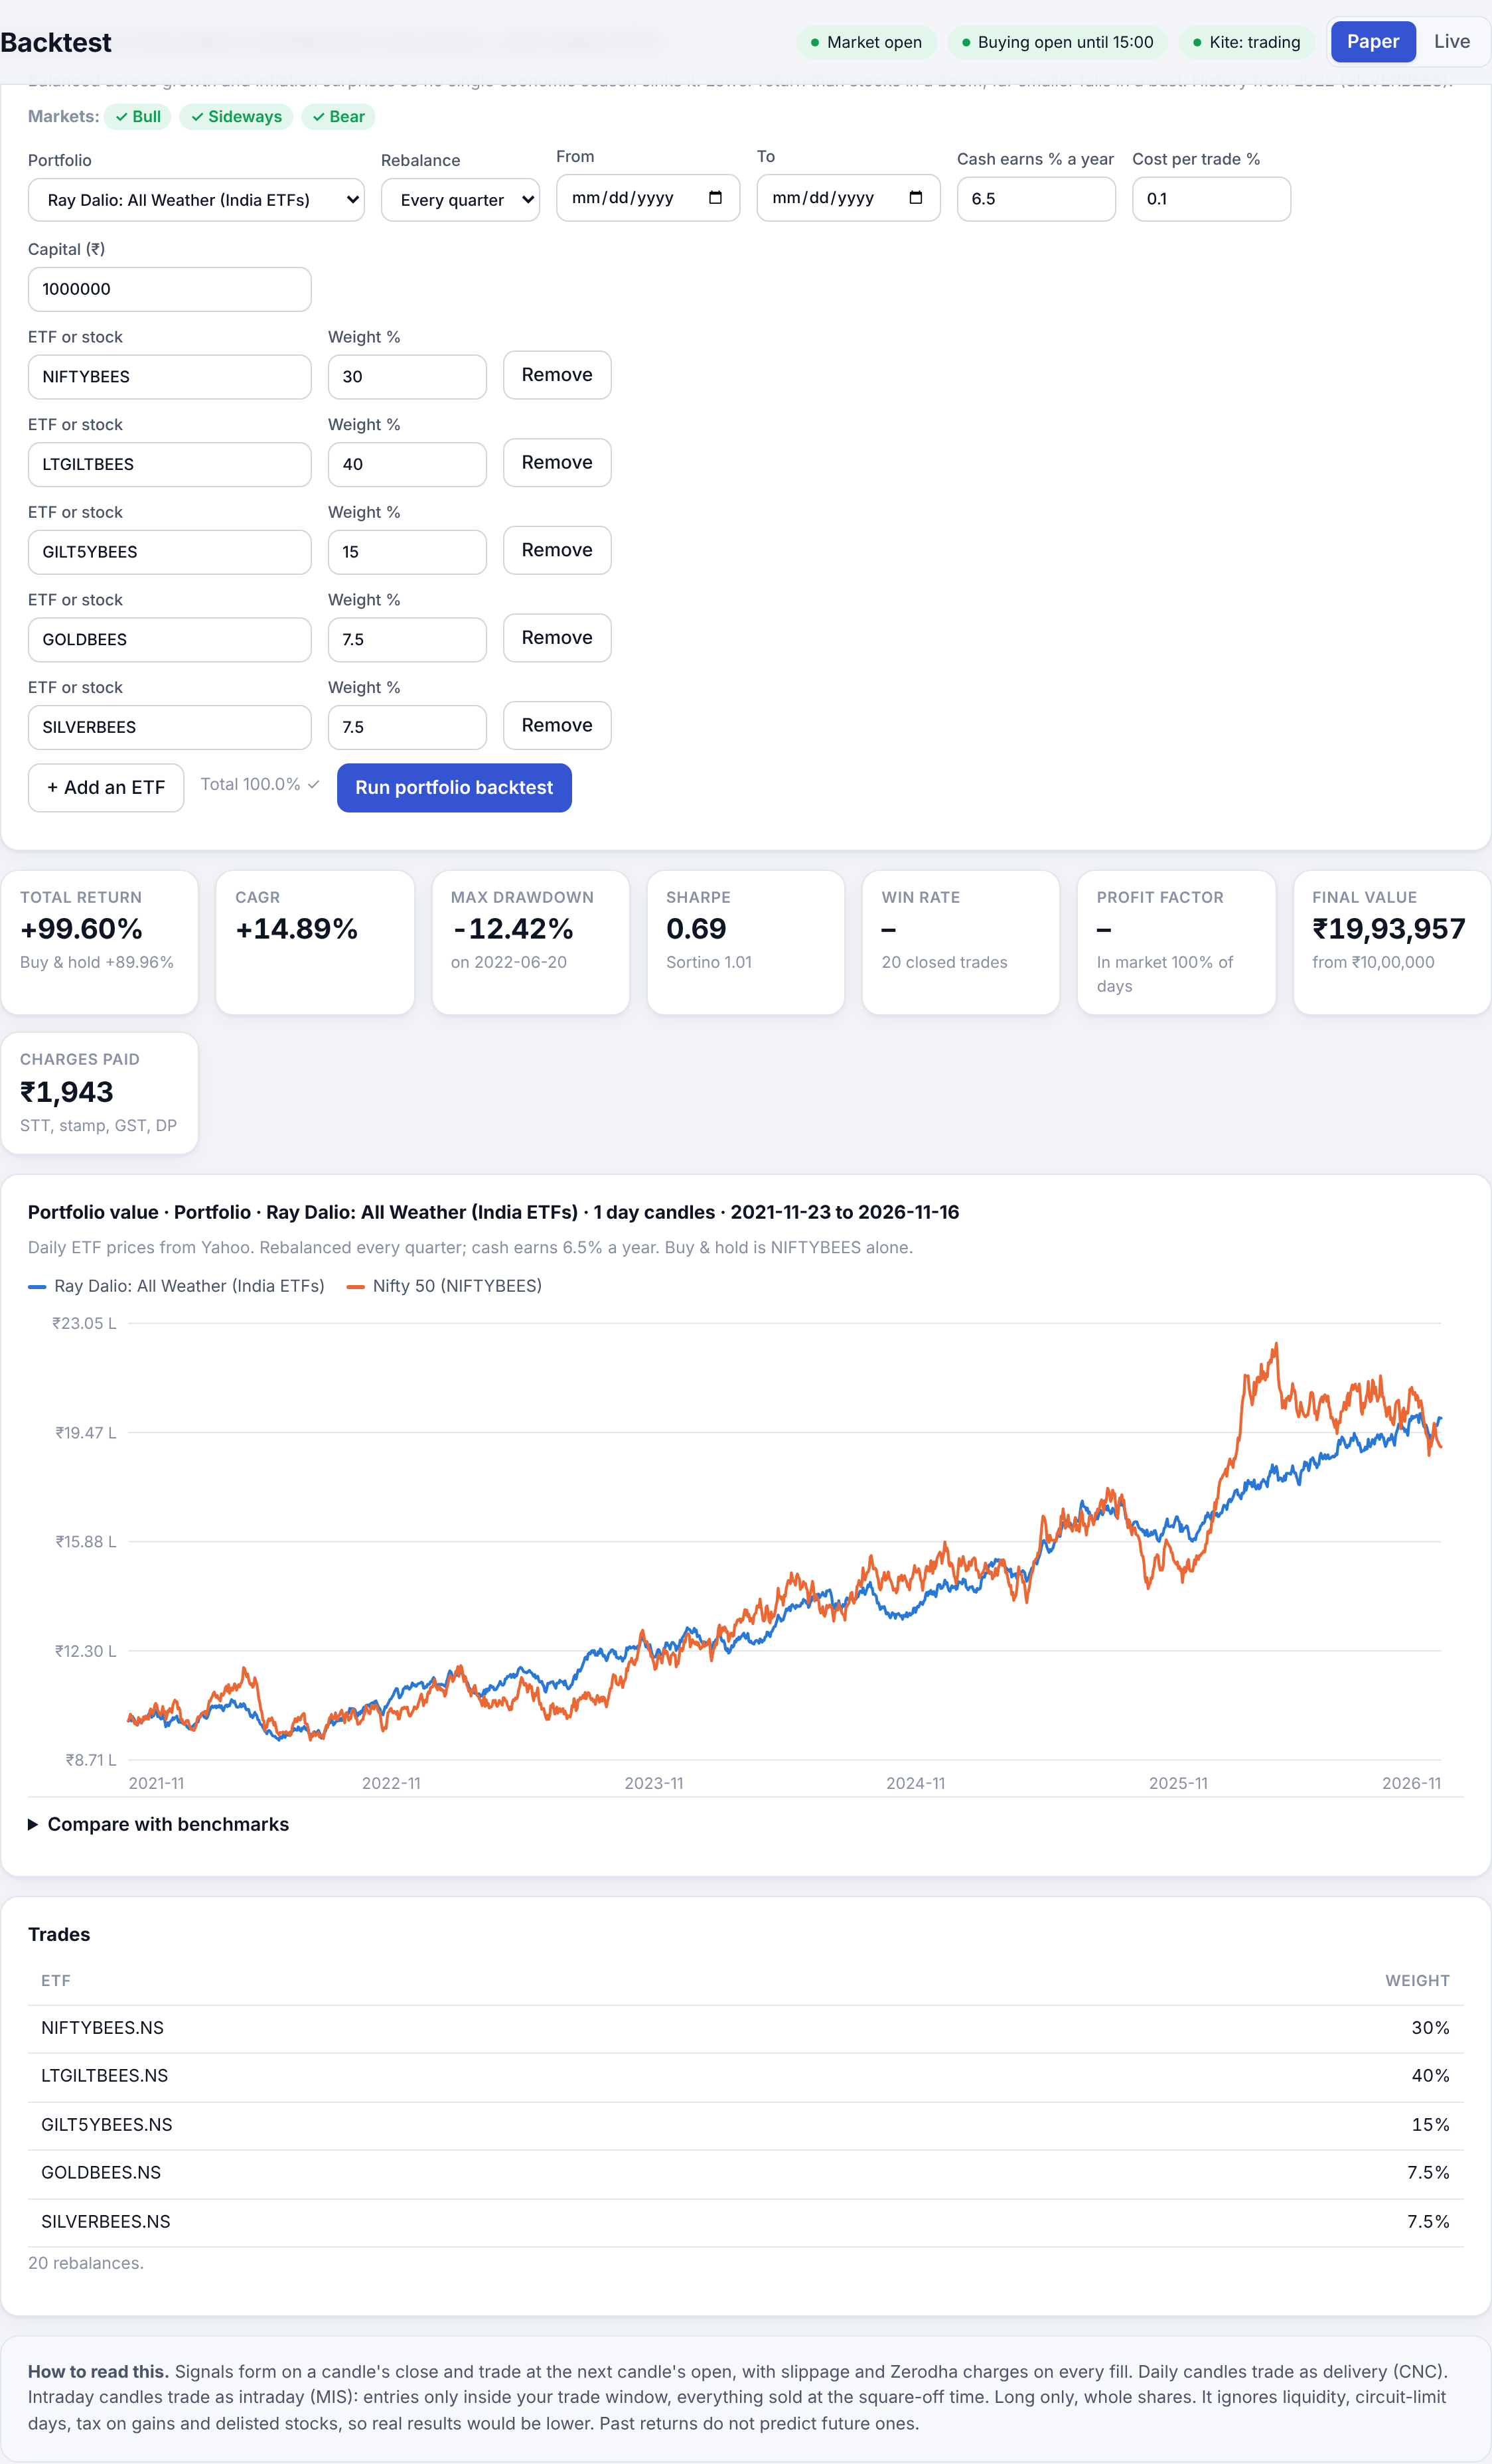 Backtest
Market open
Buying open until 15:00
Kite: trading
Paper
Live
Markets: ✓ Bull ✓ Sideways ✓ Bear
Portfolio
Rebalance
From
To
Cash earns % a year
Cost per trade %
Ray Dalio: All Weather (India ETFs)
Every quarter
mm/dd/yyyy
mm/dd/yyyy
6.5
0.1
Capital (₹)
1000000
ETF or stock
Weight %
NIFTYBEES
30
Remove
ETF or stock
Weight %
LTGILTBEES
40
Remove
ETF or stock
Weight %
GILT5YBEES
15
Remove
ETF or stock
Weight %
GOLDBEES
7.5
Remove
ETF or stock
Weight %
SILVERBEES
7.5
Remove
+ Add an ETF
Total 100.0% ✓
Run portfolio backtest
TOTAL RETURN
+99.60%
Buy & hold +89.96%
CAGR
+14.89%
MAX DRAWDOWN
-12.42%
on 2022-06-20
SHARPE
0.69
Sortino 1.01
WIN RATE
–
20 closed trades
PROFIT FACTOR
–
In market 100% of
days
FINAL VALUE
₹19,93,957
from ₹10,00,000
CHARGES PAID
₹1,943
STT, stamp, GST, DP
Portfolio value · Portfolio · Ray Dalio: All Weather (India ETFs) · 1 day candles · 2021-11-23 to 2026-11-16
Daily ETF prices from Yahoo. Rebalanced every quarter; cash earns 6.5% a year. Buy & hold is NIFTYBEES alone.
Ray Dalio: All Weather (India ETFs)
Nifty 50 (NIFTYBEES)
₹23.05 L
₹19.47 L
₹15.88 L
₹12.30 L
₹8.71 L
2021-11
2022-11
2023-11
2024-11
2025-11
2026-11
▶ Compare with benchmarks
Trades
ETF
WEIGHT
NIFTYBEES.NS
30%
LTGILTBEES.NS
40%
GILT5YBEES.NS
15%
GOLDBEES.NS
7.5%
SILVERBEES.NS
7.5%
20 rebalances.
How to read this. Signals form on a candle's close and trade at the next candle's open, with slippage and Zerodha charges on every fill. Daily candles trade as delivery (CNC).
Intraday candles trade as intraday (MIS): entries only inside your trade window, everything sold at the square-off time. Long only, whole shares. It ignores liquidity, circuit-limit
days, tax on gains and delisted stocks, so real results would be lower. Past returns do not predict future ones.